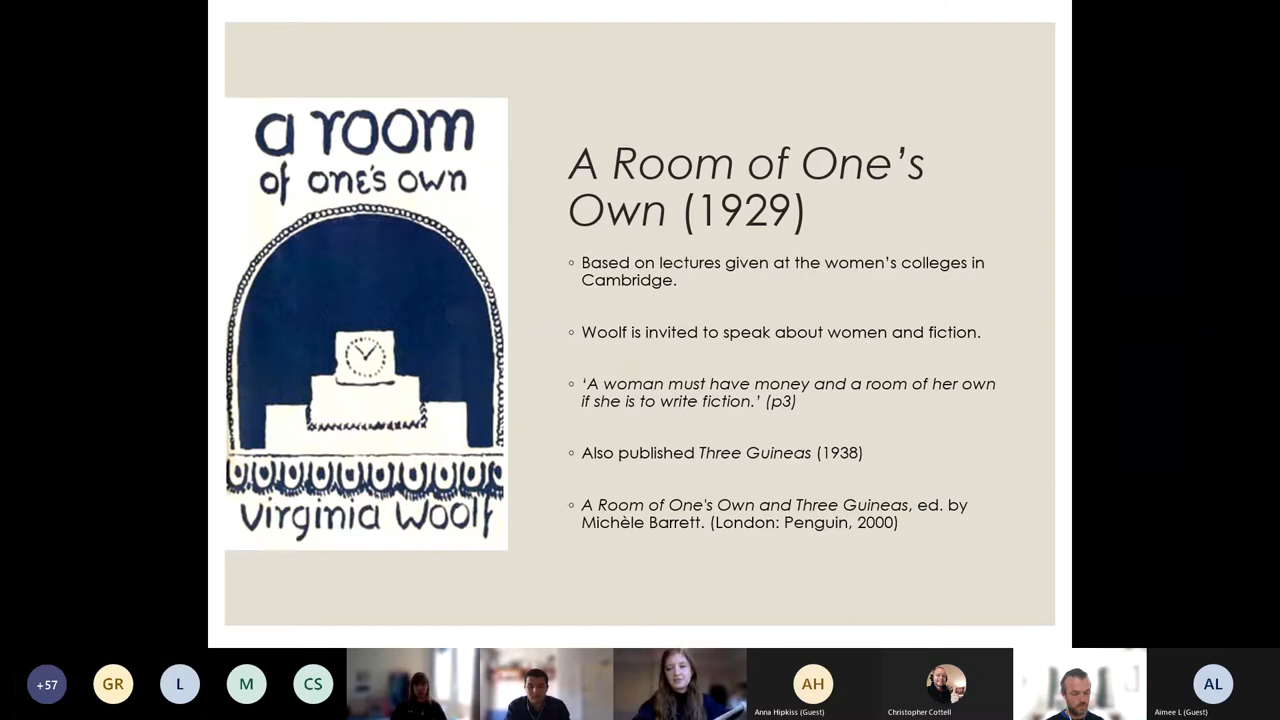 a room
of one's own
virginia woolf
A Room of One’s
Own (1929)
◦ Based on lectures given at the women’s colleges in
Cambridge.
◦ Woolf is invited to speak about women and fiction.
◦ ‘A woman must have money and a room of her own
if she is to write fiction.’ (p3)
◦ Also published Three Guineas (1938)
◦ A Room of One's Own and Three Guineas, ed. by
Michèle Barrett. (London: Penguin, 2000)
+57
GR
L
M
CS
AH
Anna Hipkiss (Guest)
Christopher Cottell
AL
Aimee L (Guest)